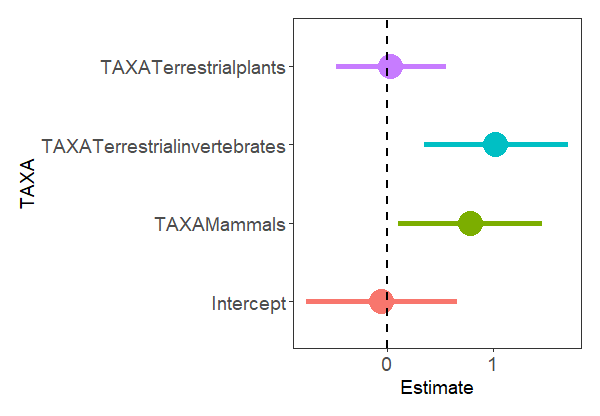 TAXATerrestrialplants
TAXATerrestrialinvertebrates
TAXAMammals
Intercept
TAXA
0 1
Estimate